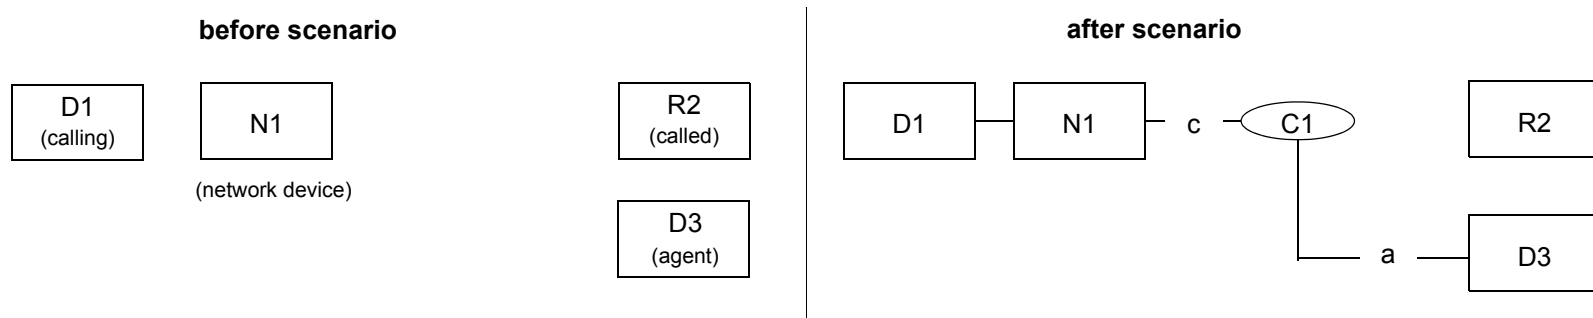 before scenario
D1
(calling)
N1
(network device)
R2
(called)
D3
(agent)
after scenario
D1
N1
c
C1
R2
a
D3